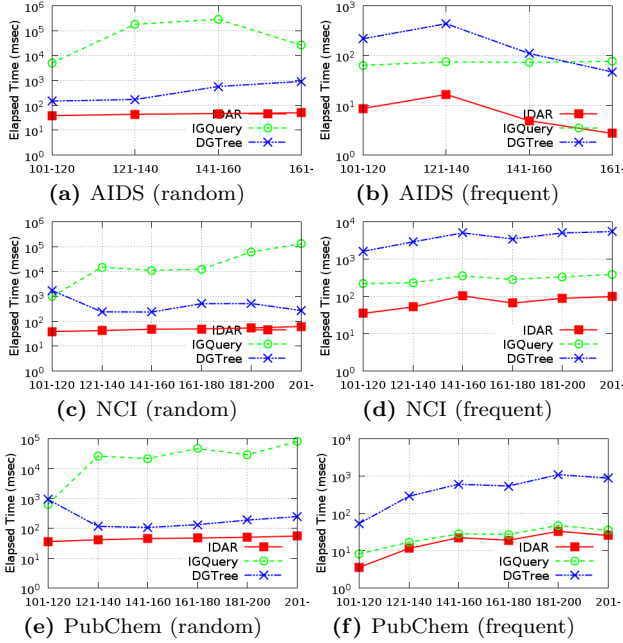 10^6
10^5
10^4
10^3
10^2
10^1
10^0
Elapsed Time (msec)
IDAR
IGQuery
DGTree
101-120 121-140 141-160 161-
(a) AIDS (random)
10^3
10^2
10^1
10^0
Elapsed Time (msec)
IDAR
IGQuery
DGTree
101-120 121-140 141-160 161-
(b) AIDS (frequent)
10^6
10^5
10^4
10^3
10^2
10^1
10^0
Elapsed Time (msec)
IDAR
IGQuery
DGTree
101-120 121-140 141-160 161-180 181-200 201-
(c) NCI (random)
10^4
10^3
10^2
10^1
10^0
Elapsed Time (msec)
IDAR
IGQuery
DGTree
101-120 121-140 141-160 161-180 181-200 201-
(d) NCI (frequent)
10^5
10^4
10^3
10^2
10^1
10^0
Elapsed Time (msec)
IDAR
IGQuery
DGTree
101-120 121-140 141-160 161-180 181-200 201-
(e) PubChem (random)
10^4
10^3
10^2
10^1
10^0
Elapsed Time (msec)
IDAR
IGQuery
DGTree
101-120 121-140 141-160 161-180 181-200 201-
(f) PubChem (frequent)